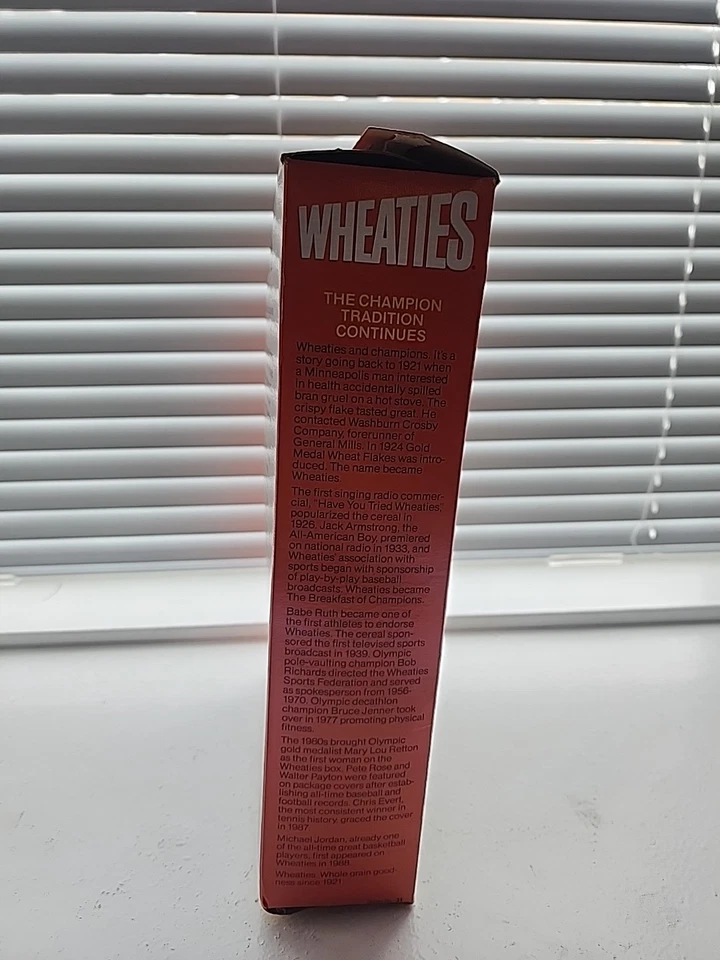 WHEATIES
THE CHAMPION
TRADITION
CONTINUES
Wheaties and champions. It's a
story going back to 1921 when
a Minneapolis man interested
in health accidentally spilled
bran gruel on a hot stove. The
crispy flake tasted great. He
contacted Washburn Crosby
Company, forerunner of
General Mills. In 1924 Gold
Medal Wheat Flakes was intro-
duced. The name became
Wheaties.
The first singing radio commer-
cial, "Have You Tried Wheaties,"
popularized the cereal in
1926. Jack Armstrong, the
All-American Boy, premiered
on national radio in 1933, and
Wheaties' association with
sports began with sponsorship
of play-by-play baseball
broadcasts. Wheaties became
The Breakfast of Champions.
Babe Ruth became one of
the first athletes to endorse
Wheaties. The cereal spon-
sored the first televised sports
broadcast in 1939. Olympic
pole-vaulting champion Bob
Richards directed the Wheaties
Sports Federation and served
as spokesperson from 1956-
1970. Olympic decathlon
champion Bruce Jenner took
over in 1977 promoting physical
fitness.
The 1980s brought Olympic
gold medalist Mary Lou Retton
as the first woman on the
Wheaties box. Pete Rose and
Walter Payton were featured
on package covers after estab-
lishing all-time baseball and
football records. Chris Evert,
the most consistent winner in
tennis history, graced the cover
in 1987.
Michael Jordan, already one
of the all-time great basketball
players, first appeared on
Wheaties in 1988.
Wheaties. Whole grain good-
ness since 1921.